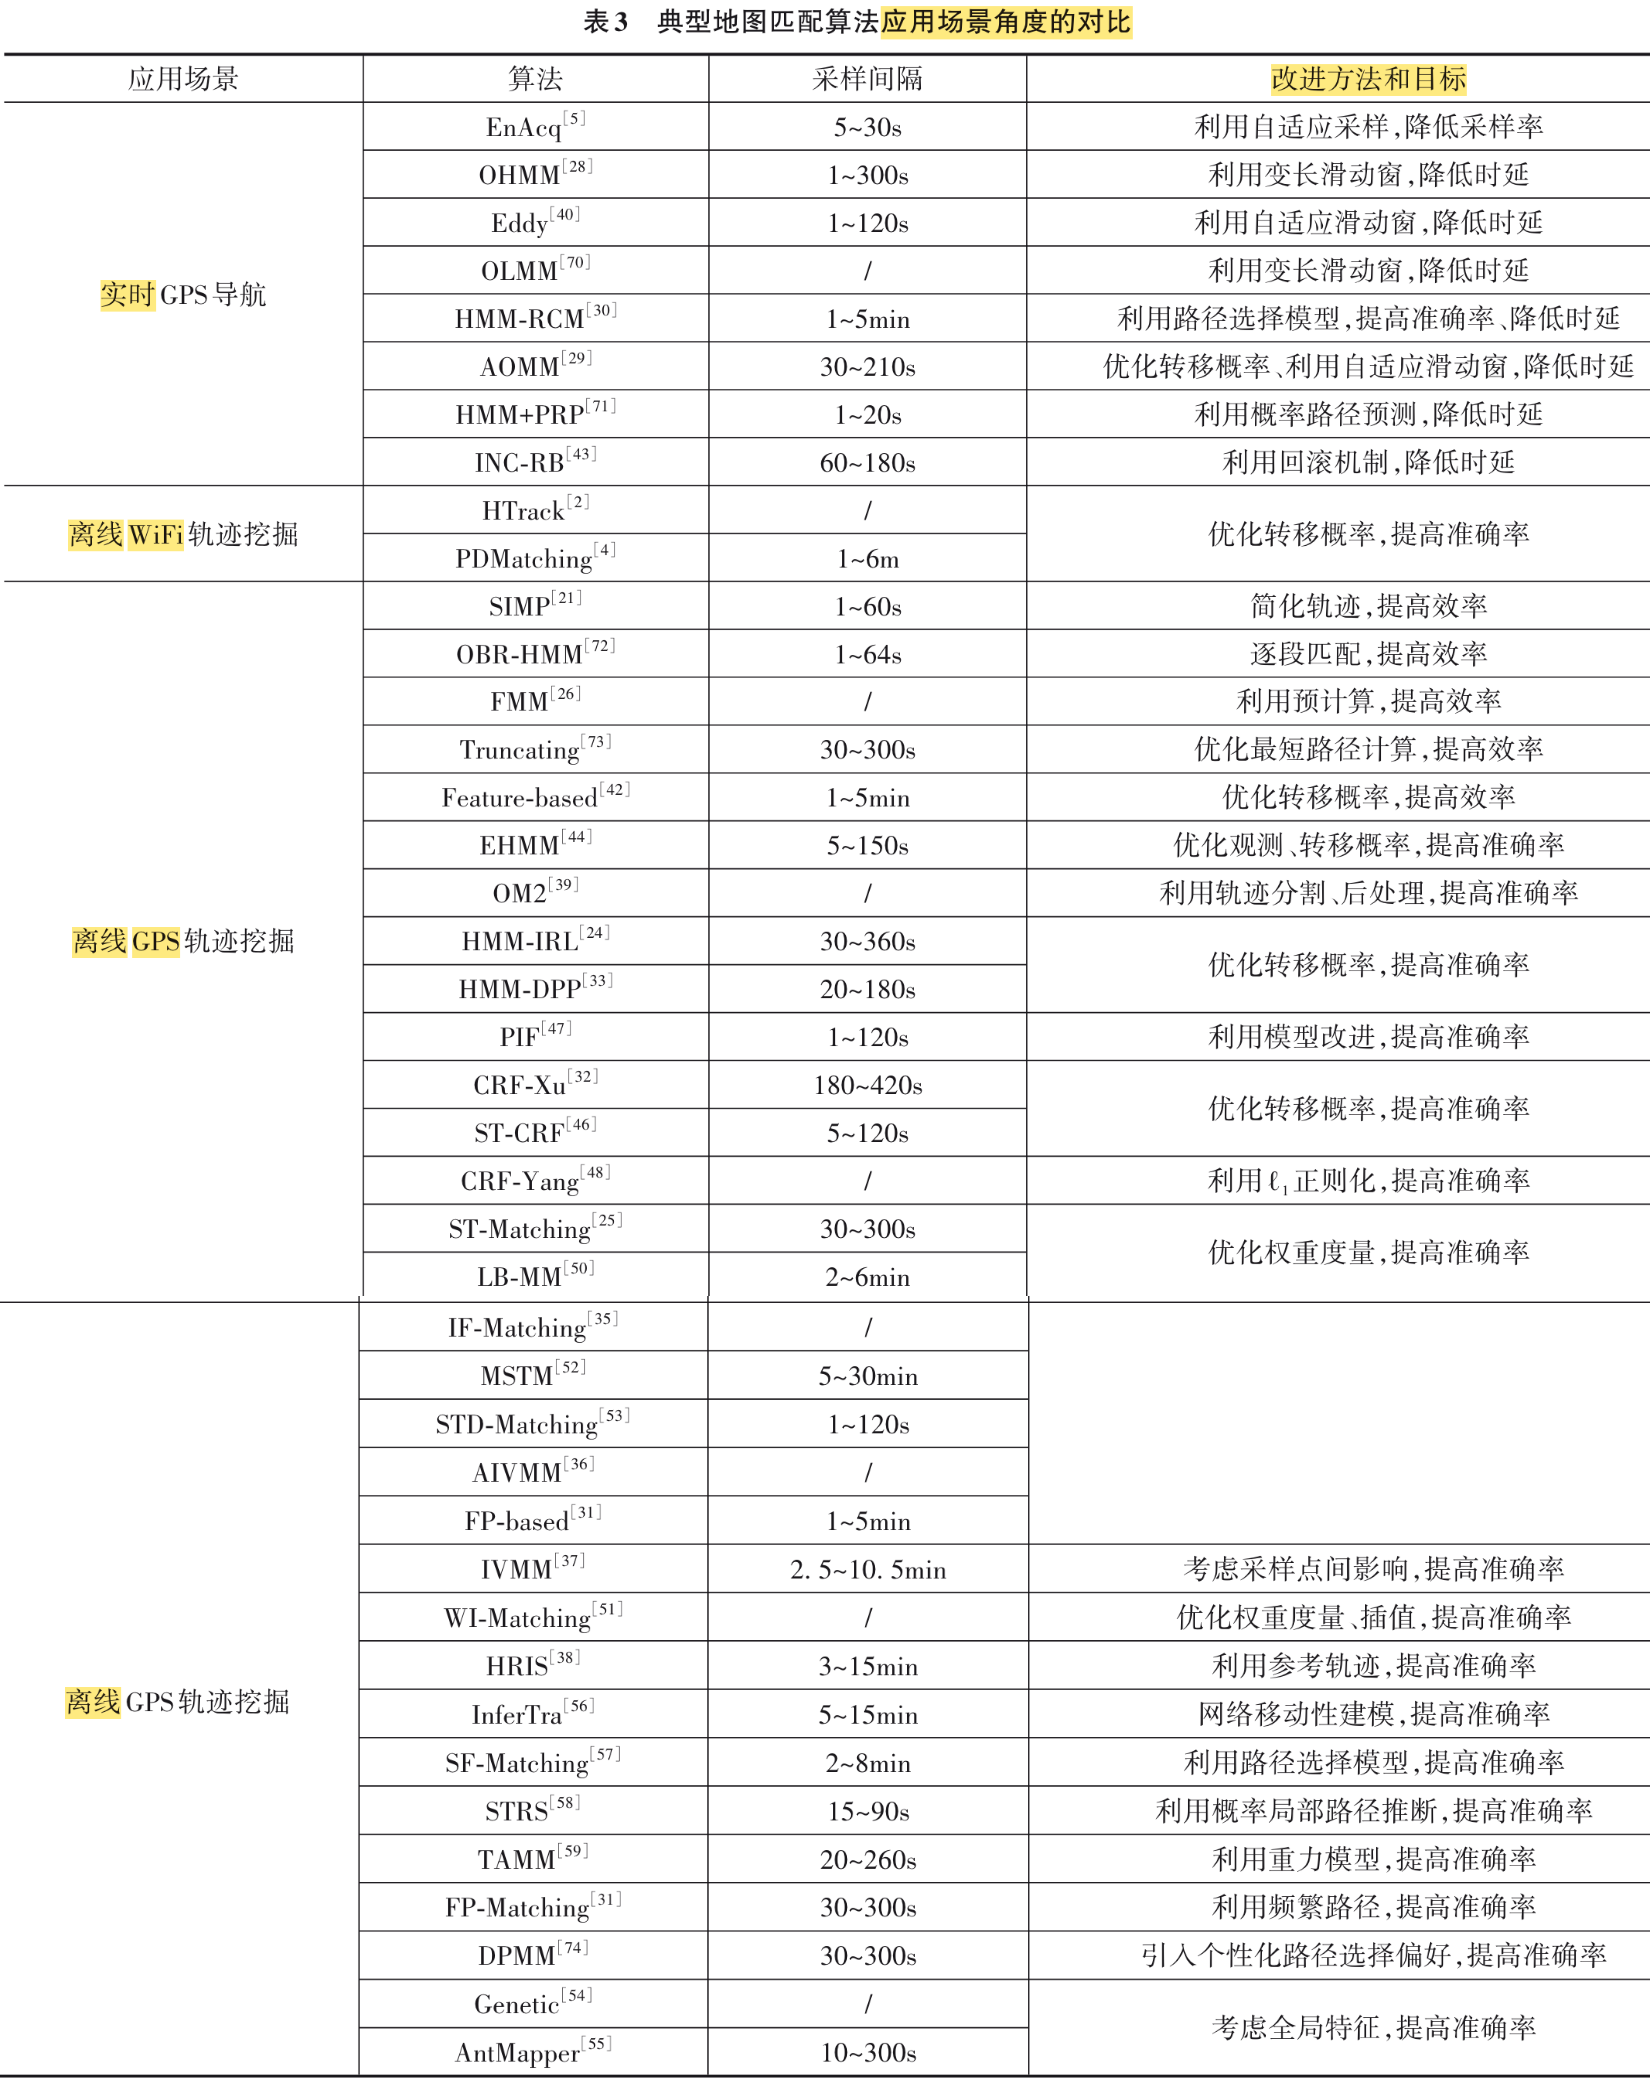 表3 典型地图匹配算法应用场景角度的对比
应用场景 算法 采样间隔 改进方法和目标
EnAcq[5] 5~30s 利用自适应采样,降低采样率
OHMM[28] 1~300s 利用变长滑动窗,降低时延
Eddy[40] 1~120s 利用自适应滑动窗,降低时延
OLMM[70] / 利用变长滑动窗,降低时延
实时GPS导航
HMM-RCM[30] 1~5min 利用路径选择模型,提高准确率、降低时延
AOMM[29] 30~210s 优化转移概率、利用自适应滑动窗,降低时延
HMM+PRP[71] 1~20s 利用概率路径预测,降低时延
INC-RB[43] 60~180s 利用回滚机制,降低时延
HTrack[2] /
离线WiFi轨迹挖掘 优化转移概率,提高准确率
PDMatching[4] 1~6m
SIMP[21] 1~60s 简化轨迹,提高效率
OBR-HMM[72] 1~64s 逐段匹配,提高效率
FMM[26] / 利用预计算,提高效率
Truncating[73] 30~300s 优化最短路径计算,提高效率
Feature-based[42] 1~5min 优化转移概率,提高效率
EHMM[44] 5~150s 优化观测、转移概率,提高准确率
OM2[39] / 利用轨迹分割、后处理,提高准确率
离线GPS轨迹挖掘
HMM-IRL[24] 30~360s
优化转移概率,提高准确率
HMM-DPP[33] 20~180s
PIF[47] 1~120s 利用模型改进,提高准确率
CRF-Xu[32] 180~420s
优化转移概率,提高准确率
ST-CRF[46] 5~120s
CRF-Yang[48] / 利用ℓ1正则化,提高准确率
ST-Matching[25] 30~300s
优化权重度量,提高准确率
LB-MM[50] 2~6min
IF-Matching[35] /
MSTM[52] 5~30min
STD-Matching[53] 1~120s
AIVMM[36] /
FP-based[31] 1~5min
IVMM[37] 2.5~10.5min 考虑采样点间影响,提高准确率
WI-Matching[51] / 优化权重度量、插值,提高准确率
HRIS[38] 3~15min 利用参考轨迹,提高准确率
离线GPS轨迹挖掘
InferTra[56] 5~15min 网络移动性建模,提高准确率
SF-Matching[57] 2~8min 利用路径选择模型,提高准确率
STRS[58] 15~90s 利用概率局部路径推断,提高准确率
TAMM[59] 20~260s 利用重力模型,提高准确率
FP-Matching[31] 30~300s 利用频繁路径,提高准确率
DPMM[74] 30~300s 引入个性化路径选择偏好,提高准确率
Genetic[54] /
考虑全局特征,提高准确率
AntMapper[55] 10~300s